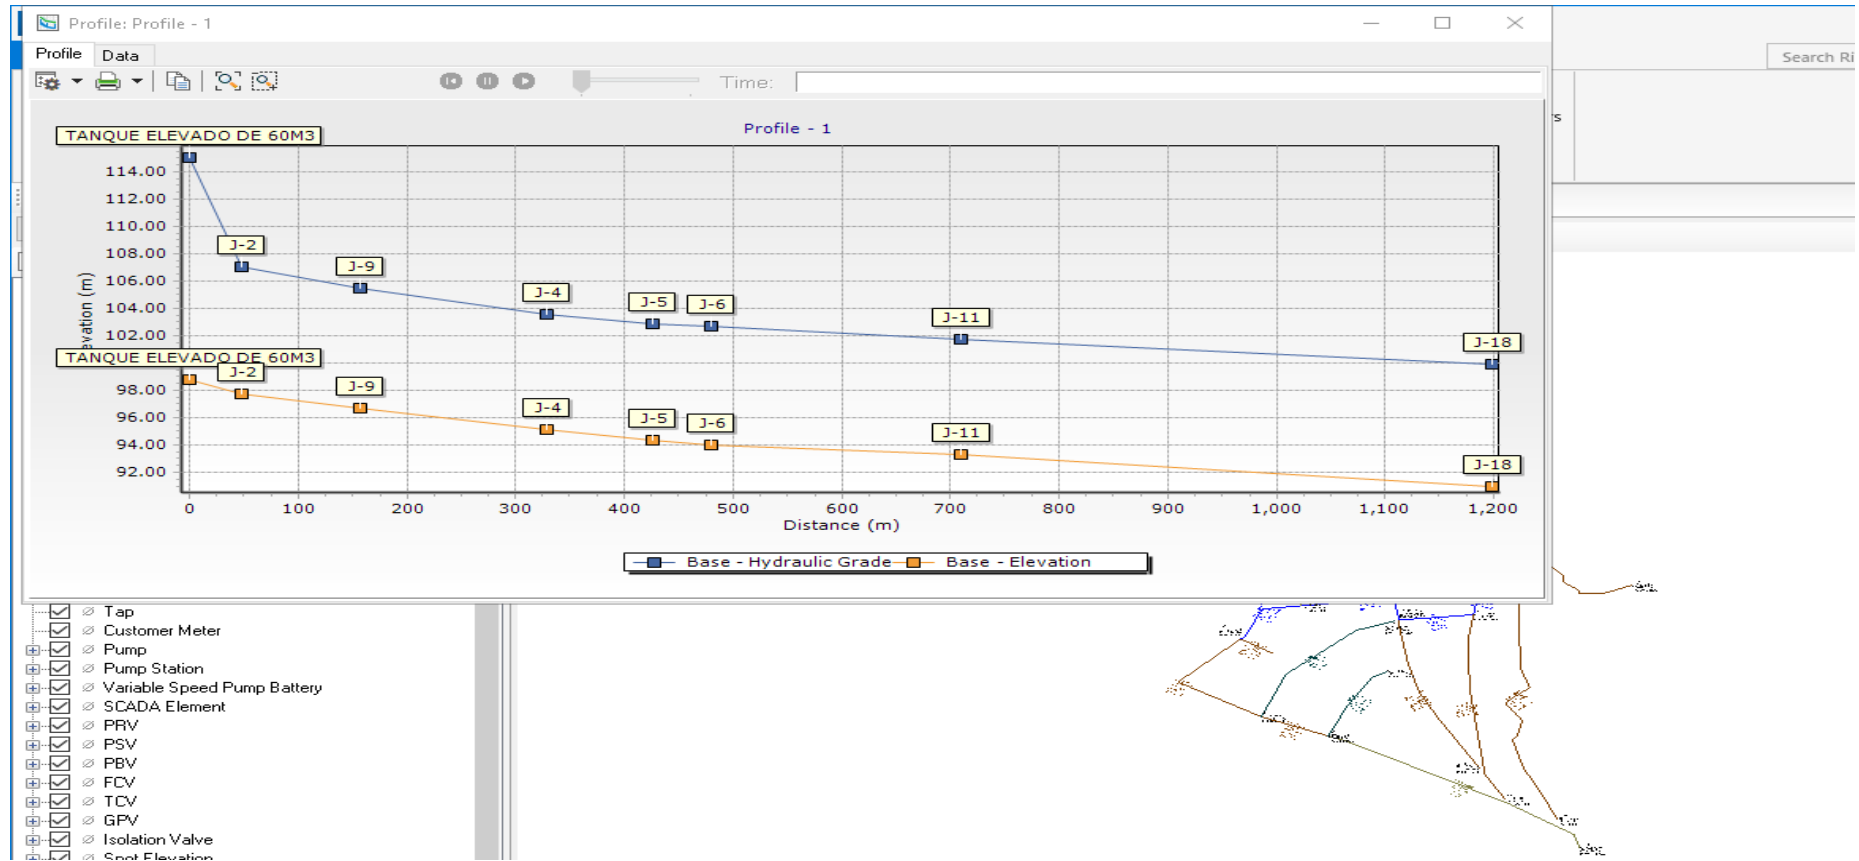 Profile: Profile - 1
Profile Data
Search Ri
Time:
Profile - 1
TANQUE ELEVADO DE 60M3
114.00
112.00
110.00
108.00
106.00
104.00
102.00
98.00
96.00
94.00
92.00
evation (m)
J-2
J-9
J-4
J-5
J-6
J-11
J-18
TANQUE ELEVADO DE 60M3
J-2
J-9
J-4
J-5
J-6
J-11
J-18
0 100 200 300 400 500 600 700 800 900 1,000 1,100 1,200
Distance (m)
Base - Hydraulic Grade Base - Elevation
Tap
Customer Meter
Pump
Pump Station
Variable Speed Pump Battery
SCADA Element
PRV
PSV
PBV
FCV
TCV
GPV
Isolation Valve
Spot Elevation